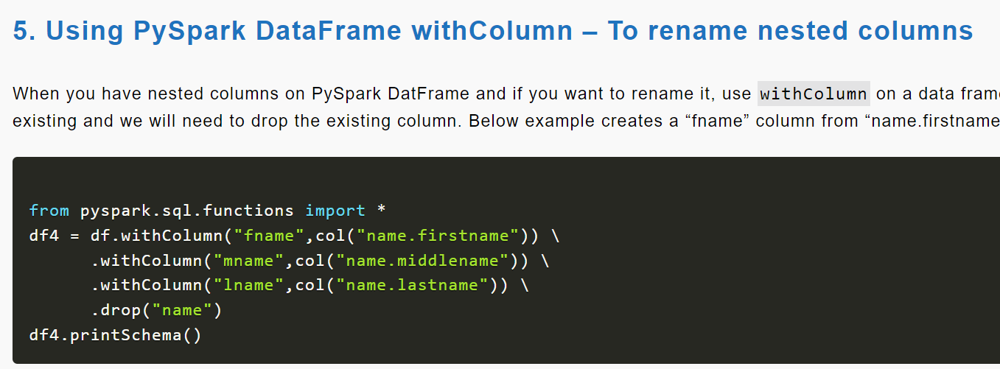 5. Using PySpark DataFrame withColumn – To rename nested columns
When you have nested columns on PySpark DatFrame and if you want to rename it, use withColumn on a data frame
existing and we will need to drop the existing column. Below example creates a “fname” column from “name.firstname
from pyspark.sql.functions import *
df4 = df.withColumn("fname",col("name.firstname")) \
      .withColumn("mname",col("name.middlename")) \
      .withColumn("lname",col("name.lastname")) \
      .drop("name")
df4.printSchema()